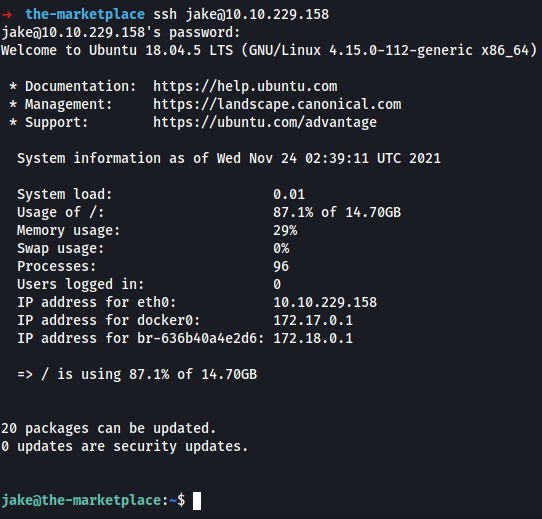 → the-marketplace ssh jake@10.10.229.158
jake@10.10.229.158's password:
Welcome to Ubuntu 18.04.5 LTS (GNU/Linux 4.15.0-112-generic x86_64)
* Documentation:  https://help.ubuntu.com
* Management:     https://landscape.canonical.com
* Support:        https://ubuntu.com/advantage
System information as of Wed Nov 24 02:39:11 UTC 2021
System load:                    0.01
Usage of /:                     87.1% of 14.70GB
Memory usage:                   29%
Swap usage:                     0%
Processes:                      96
Users logged in:                0
IP address for eth0:            10.10.229.158
IP address for docker0:         172.17.0.1
IP address for br-636b40a4e2d6: 172.18.0.1
=> / is using 87.1% of 14.70GB
20 packages can be updated.
0 updates are security updates.
jake@the-marketplace:~$